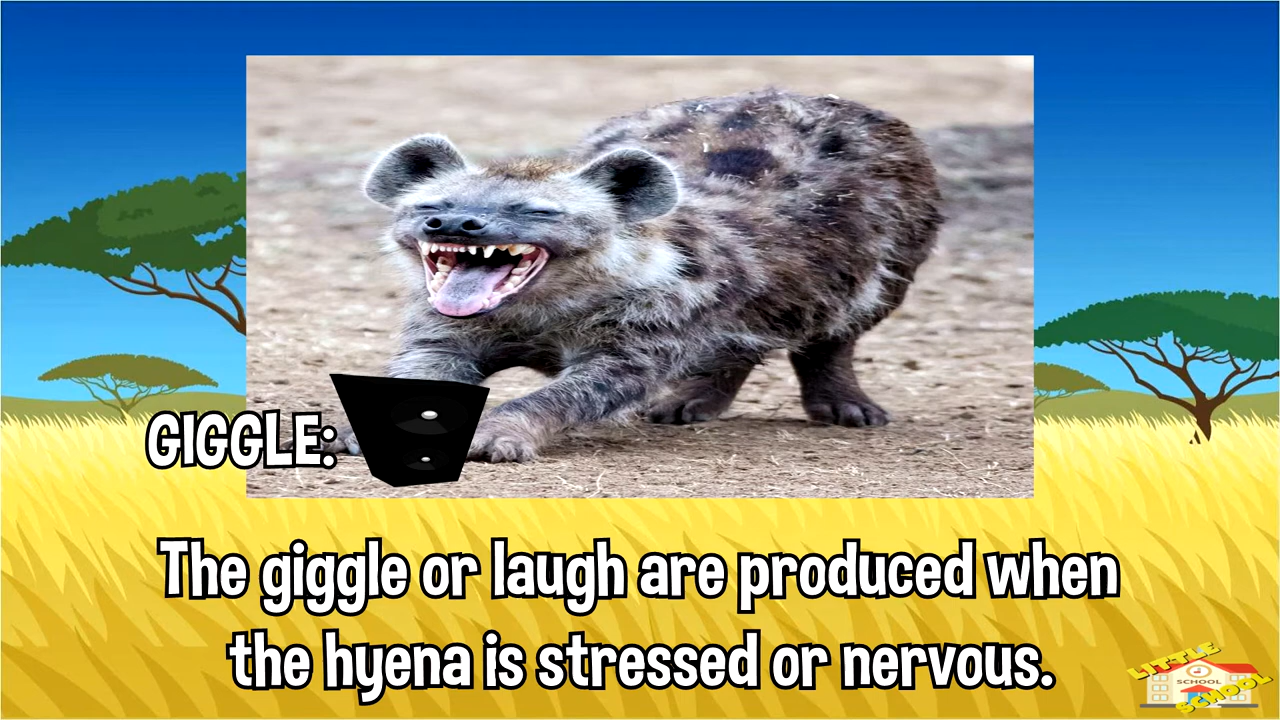 GIGGLE:
The giggle or laugh are produced when
the hyena is stressed or nervous.
LITTLE
SCHOOL
SCHOOL